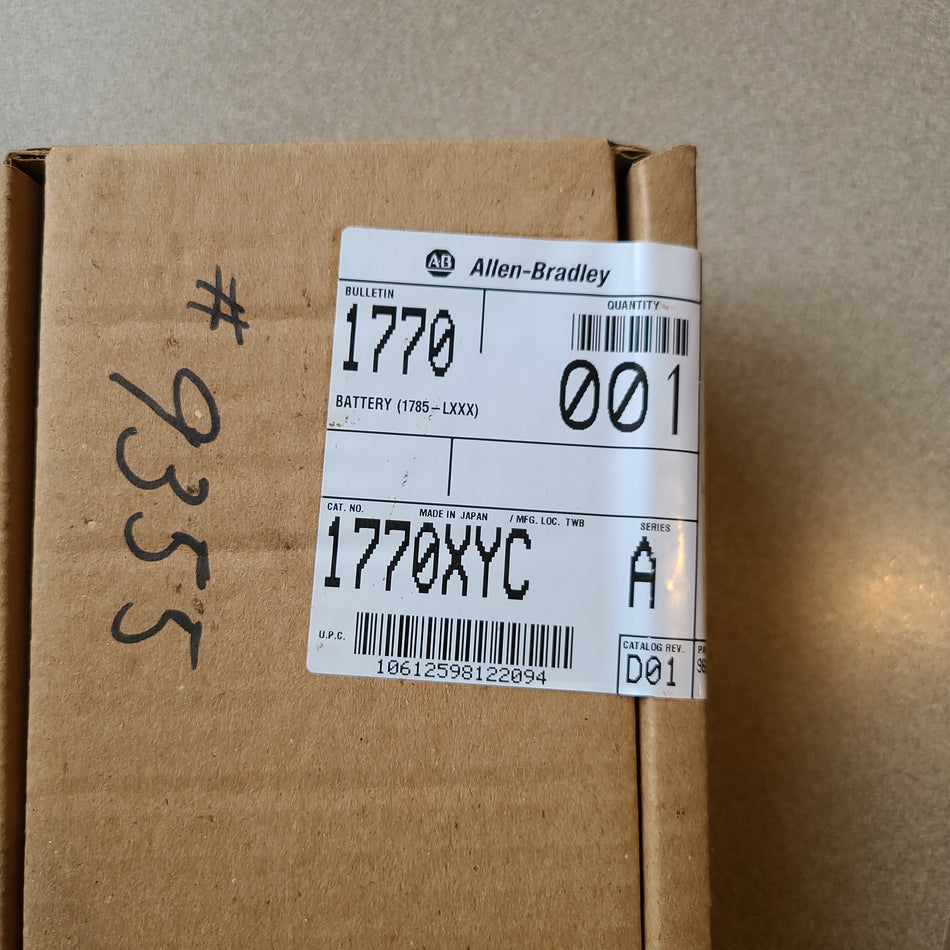 #9355
AB Allen-Bradley
BULLETIN
1770
QUANTITY
001
BATTERY (1785-LXXX)
CAT. NO. MADE IN JAPAN / MFG. LOC. TWB
1770XYC
SERIES
A
U.P.C.
10612598122094
CATALOG REV.
D01